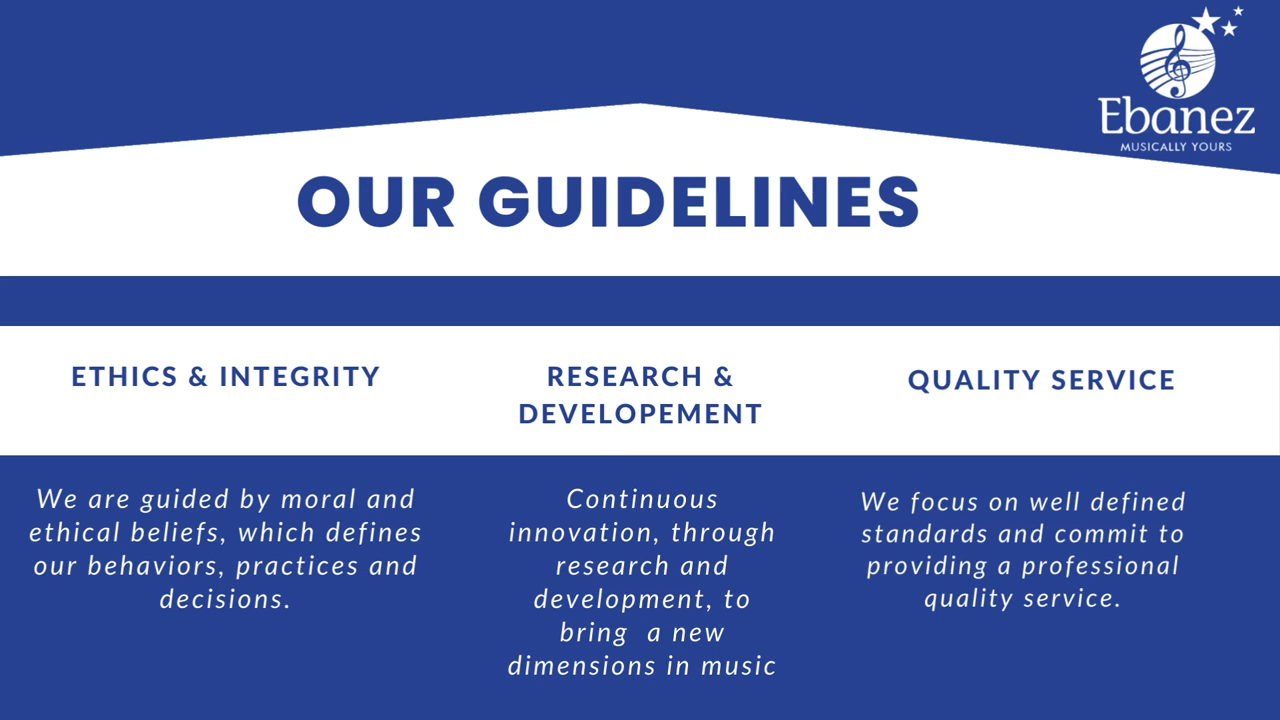 Ebanez
MUSICALLY YOURS
OUR GUIDELINES
ETHICS & INTEGRITY
We are guided by moral and
ethical beliefs, which defines
our behaviors, practices and
decisions.
RESEARCH &
DEVELOPEMENT
Continuous
innovation, through
research and
development, to
bring  a new
dimensions in music
QUALITY SERVICE
We focus on well defined
standards and commit to
providing a professional
quality service.